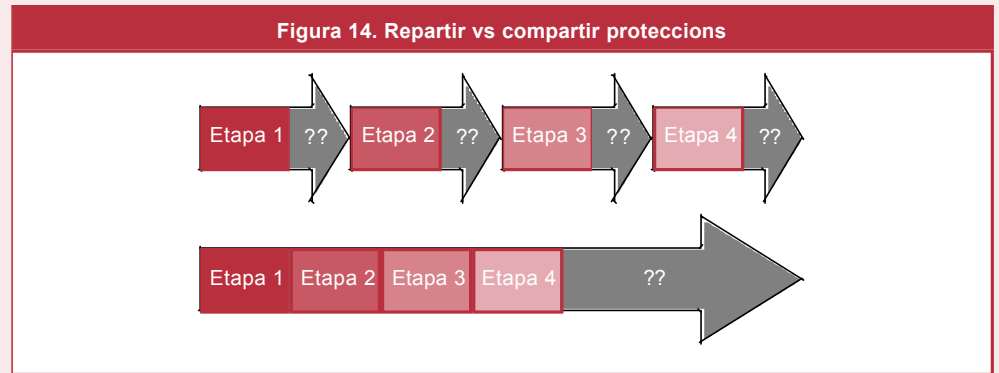 Figura 14. Repartir vs compartir proteccions
Etapa 1 ?? Etapa 2 ?? Etapa 3 ?? Etapa 4 ??
Etapa 1 Etapa 2 Etapa 3 Etapa 4 ??